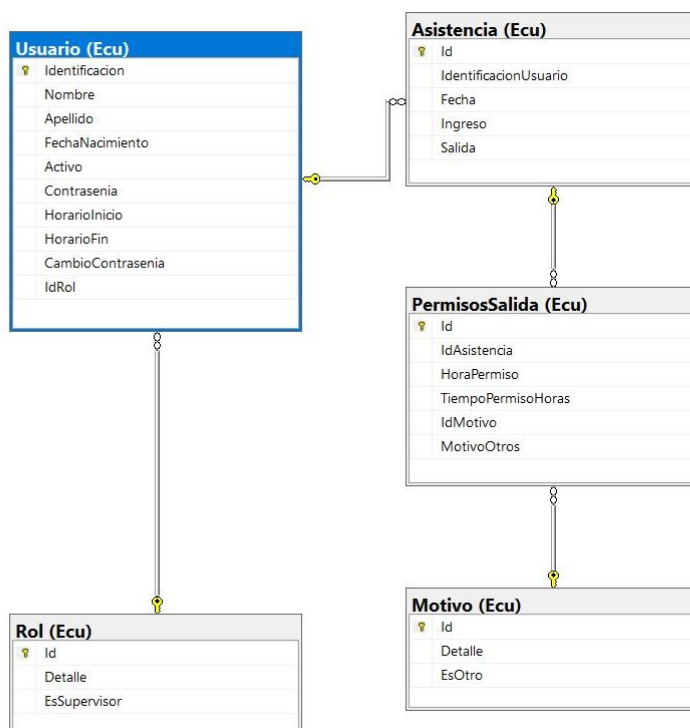 Usuario (Ecu)
Identificacion
Nombre
Apellido
FechaNacimiento
Activo
Contrasenia
HorarioInicio
HorarioFin
CambioContrasenia
IdRol
Asistencia (Ecu)
Id
IdentificacionUsuario
Fecha
Ingreso
Salida
PermisosSalida (Ecu)
Id
IdAsistencia
HoraPermiso
TiempoPermisoHoras
IdMotivo
MotivoOtros
Rol (Ecu)
Id
Detalle
EsSupervisor
Motivo (Ecu)
Id
Detalle
EsOtro